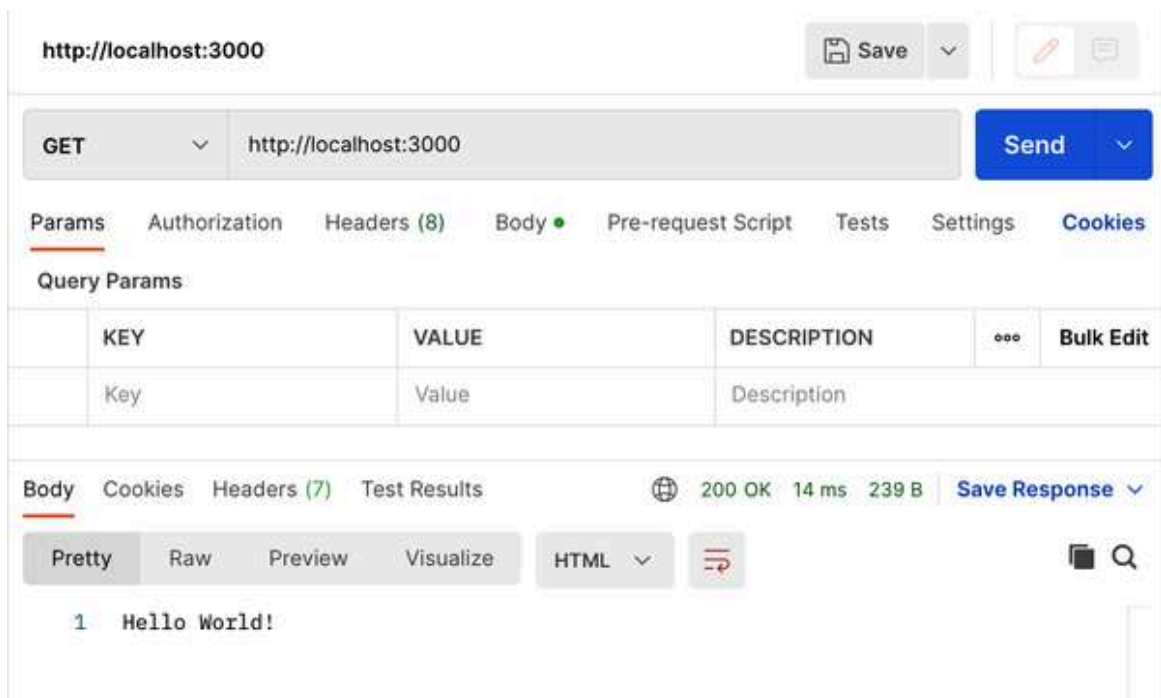 http://localhost:3000 Save
GET http://localhost:3000 Send
Params Authorization Headers (8) Body Pre-request Script Tests Settings Cookies
Query Params
KEY VALUE DESCRIPTION Bulk Edit
Key Value Description
Body Cookies Headers (7) Test Results 200 OK 14 ms 239 B Save Response
Pretty Raw Preview Visualize HTML
1 Hello World!